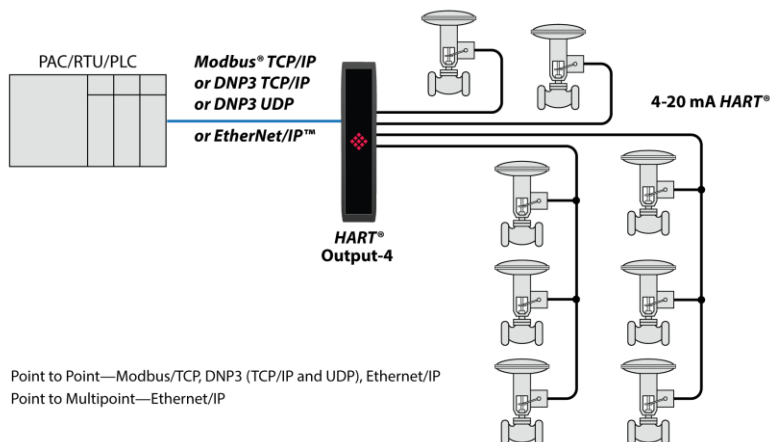 PAC/RTU/PLC
Modbus® TCP/IP
or DNP3 TCP/IP
or DNP3 UDP
or EtherNet/IP™
4-20 mA HART®
HART®
Output-4
Point to Point—Modbus/TCP, DNP3 (TCP/IP and UDP), Ethernet/IP
Point to Multipoint—Ethernet/IP